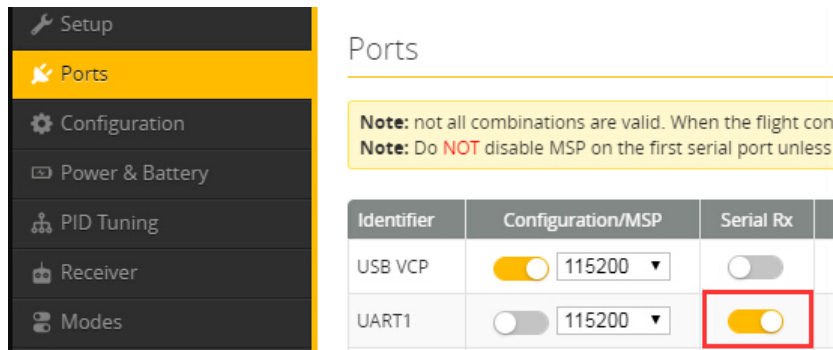 Setup
Ports
Configuration
Power & Battery
PID Tuning
Receiver
Modes
Ports
Note: not all combinations are valid. When the flight con
Note: Do NOT disable MSP on the first serial port unless
Identifier Configuration/MSP Serial Rx
USB VCP 115200
UART1 115200